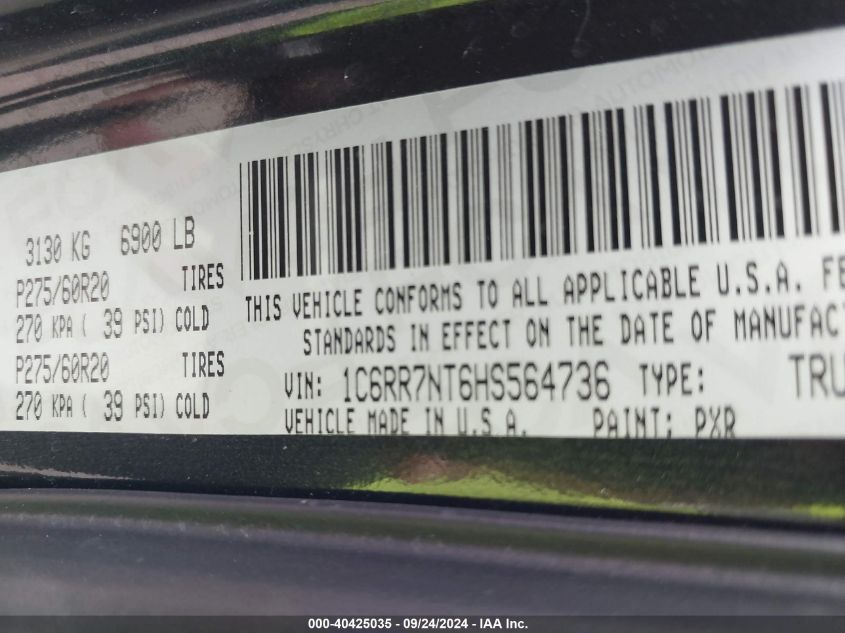 3130 KG 6900 LB
P275/60R20 TIRES
270 KPA ( 39 PSI) COLD
P275/60R20 TIRES
270 KPA ( 39 PSI) COLD
THIS VEHICLE CONFORMS TO ALL APPLICABLE U.S.A. FE
STANDARDS IN EFFECT ON THE DATE OF MANUFAC
VIN: 1C6RR7NT6HS564736 TYPE: TRU
VEHICLE MADE IN U.S.A. PAINT: PXR
000-40425035 - 09/24/2024 - IAA Inc.